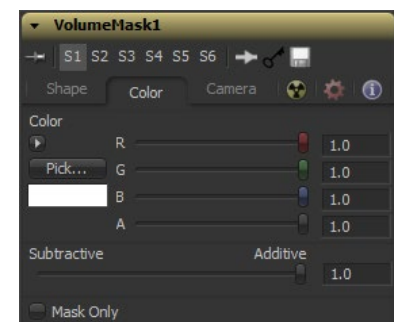 VolumeMask1
S1 S2 S3 S4 S5 S6
Shape Color Camera
Color
R 1.0
Pick... G 1.0
B 1.0
A 1.0
Subtractive Additive
1.0
Mask Only